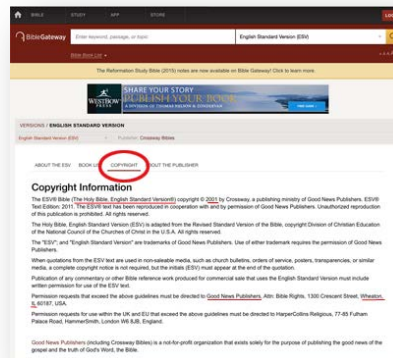 BIBLE STUDY APP STORE
BibleGateway
Enter keyword, passage, or topic
English Standard Version (ESV)
Bible Book List
The Reformation Study Bible (2015) notes are now available on Bible Gateway! Click to learn more.
WESTBOW PRESS
SHARE YOUR STORY
PUBLISH YOUR BOOK
A DIVISION OF THOMAS NELSON & ZONDERVAN
VERSIONS / ENGLISH STANDARD VERSION
English Standard Version (ESV) Publisher: Crossway Bibles
ABOUT THE ESV BOOK LI COPYRIGHT OUT THE PUBLISHER
Copyright Information
The ESV® Bible (The Holy Bible, English Standard Version®) copyright © 2001 by Crossway, a publishing ministry of Good News Publishers. ESV®
Text Edition: 2011. The ESV® text has been reproduced in cooperation with and by permission of Good News Publishers. Unauthorized reproduction
of this publication is prohibited. All rights reserved.
The Holy Bible, English Standard Version (ESV) is adapted from the Revised Standard Version of the Bible, copyright Division of Christian Education
of the National Council of the Churches of Christ in the U.S.A. All rights reserved.
The "ESV"; and "English Standard Version" are trademarks of Good News Publishers. Use of either trademark requires the permission of Good News
Publishers.
When quotations from the ESV text are used in non-saleable media, such as church bulletins, orders of service, posters, transparencies, or similar
media, a complete copyright notice is not required, but the initials (ESV) must appear at the end of the quotation.
Publication of any commentary or other Bible reference work produced for commercial sale that uses the English Standard Version must include
written permission for use of the ESV text.
Permission requests that exceed the above guidelines must be directed to Good News Publishers, Attn: Bible Rights, 1300 Crescent Street, Wheaton,
IL 60187, USA.
Permission requests for use within the UK and EU that exceed the above guidelines must be directed to HarperCollins Religious, 77-85 Fulham
Palace Road, HammerSmith, London W6 8JB, England.
Good News Publishers (including Crossway Bibles) is a not-for-profit organization that exists solely for the purpose of publishing the good news of the
gospel and the truth of God's Word, the Bible.